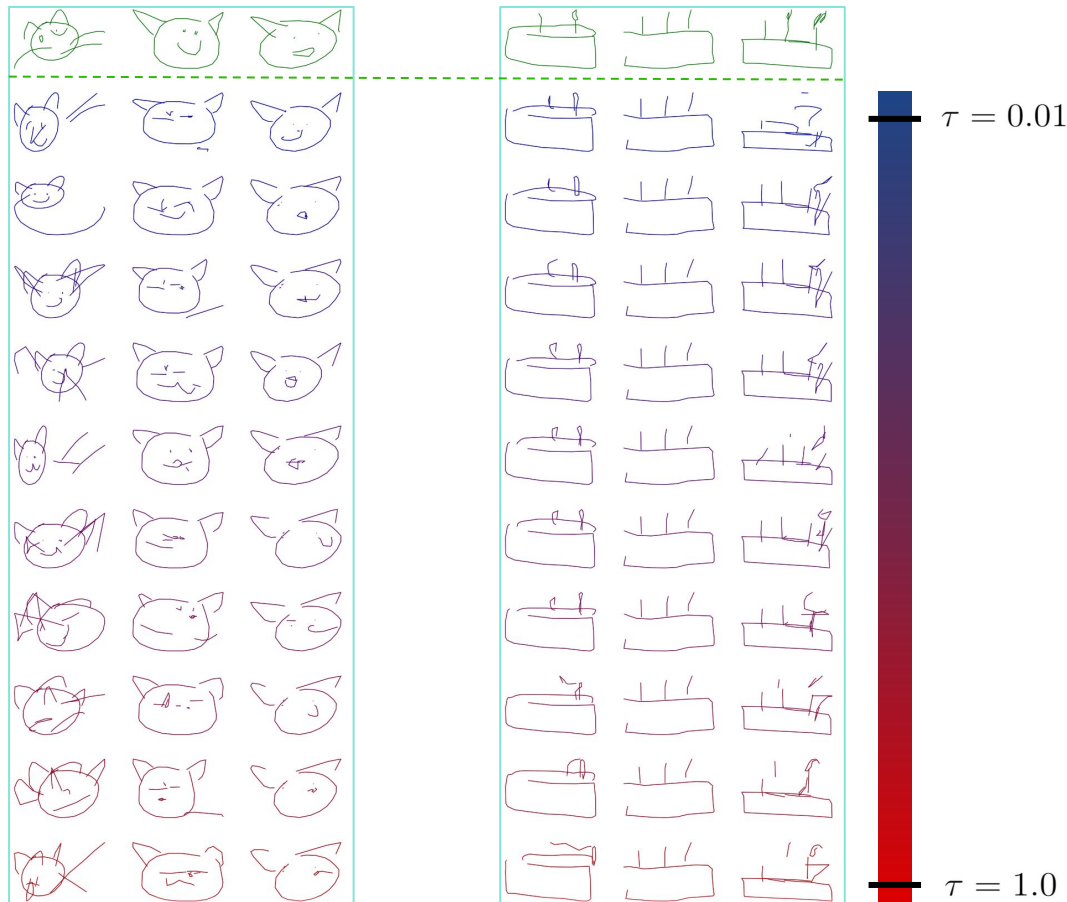 τ = 0.01
τ = 1.0